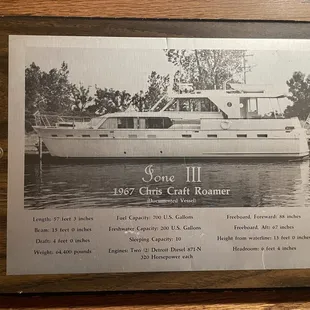 Ione III
1967 Chris Craft Roamer
(Documented Vessel)
Length: 57 feet 3 inches
Beam: 15 feet 0 inches
Draft: 4 feet 0 inches
Weight: 64,400 pounds
Fuel Capacity: 700 U.S. Gallons
Freshwater Capacity: 200 U.S. Gallons
Sleeping Capacity: 10
Engines: Two (2) Detroit Diesel 871-N
320 Horsepower each
Freeboard. Foreward: 88 inches
Freeboard. Aft: 67 inches
Height from waterline: 15 feet 0 inches
Headroom: 6 feet 4 inches